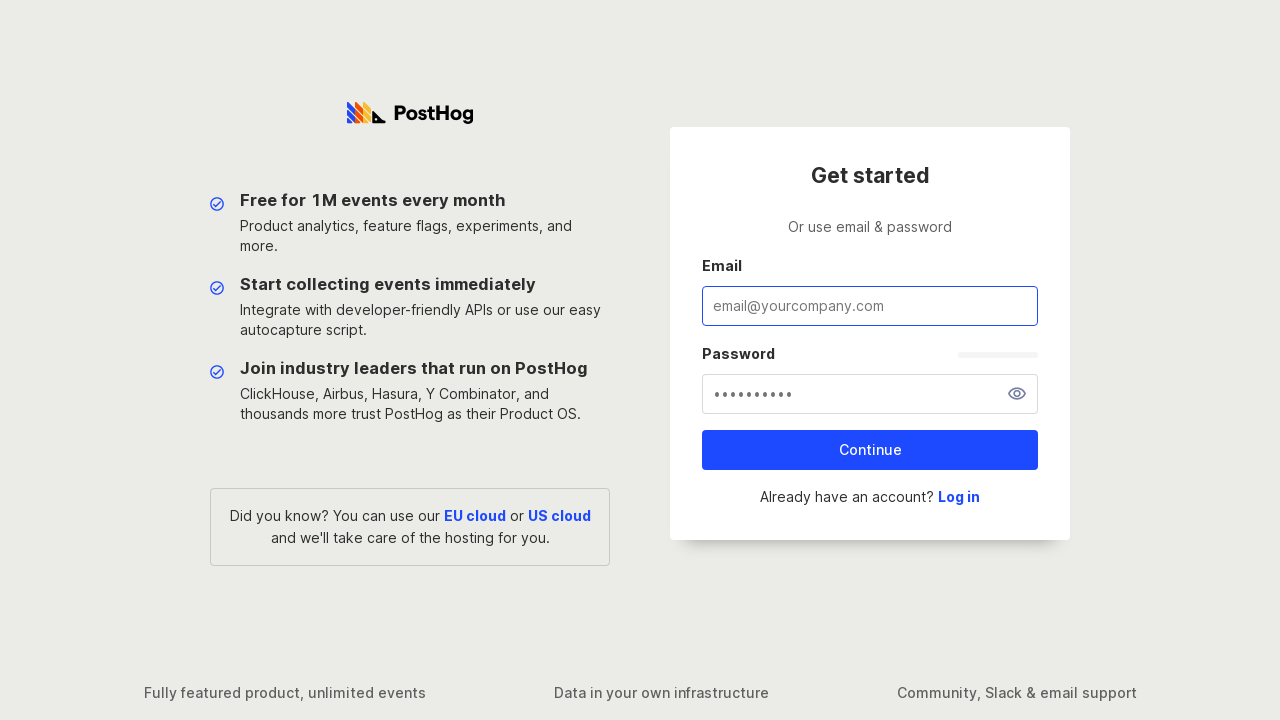 PostHog
Free for 1M events every month
Product analytics, feature flags, experiments, and
more.
Start collecting events immediately
Integrate with developer-friendly APIs or use our easy
autocapture script.
Join industry leaders that run on PostHog
ClickHouse, Airbus, Hasura, Y Combinator, and
thousands more trust PostHog as their Product OS.
Did you know? You can use our EU cloud or US cloud
and we'll take care of the hosting for you.
Get started
Or use email & password
Email
email@yourcompany.com
Password
••••••••••
Continue
Already have an account? Log in
Fully featured product, unlimited events
Data in your own infrastructure
Community, Slack & email support